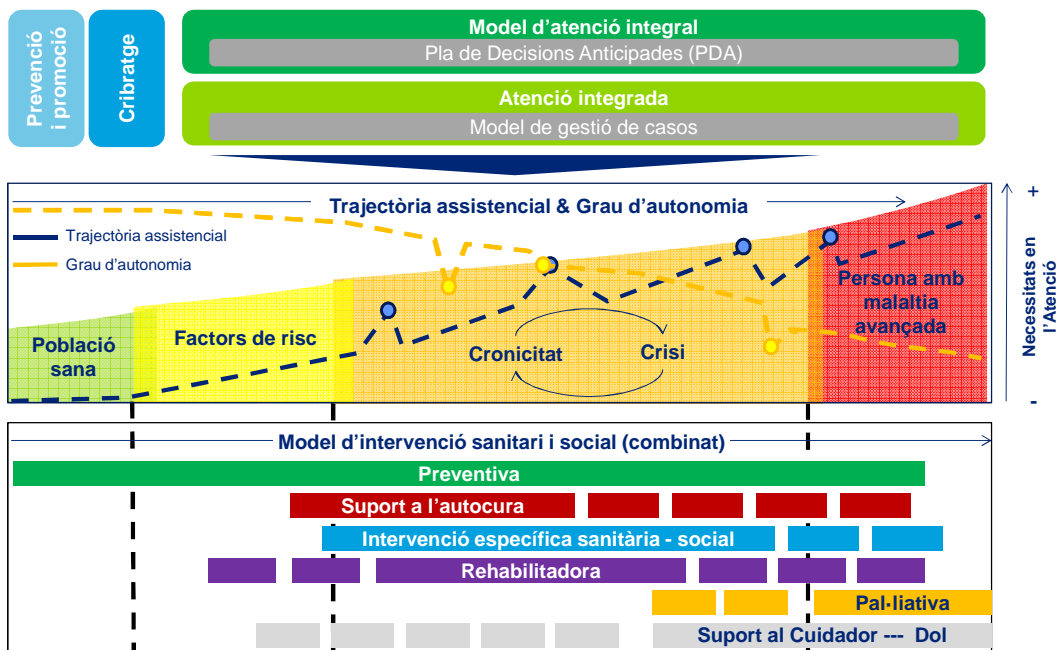 Prevenció
i promoció
Cribratge
Model d’atenció integral
Pla de Decisions Anticipades (PDA)
Atenció integrada
Model de gestió de casos
Trajectòria assistencial & Grau d’autonomia
Trajectòria assistencial
Grau d’autonomia
Població
sana
Factors de risc
Cronicitat
Crisi
Persona amb
malaltia
avançada
+
Necessitats en
l’Atenció
-
Model d’intervenció sanitari i social (combinat)
Preventiva
Suport a l’autocura
Intervenció específica sanitària - social
Rehabilitadora
Pal·liativa
Suport al Cuidador --- Dol